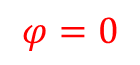 φ = 0